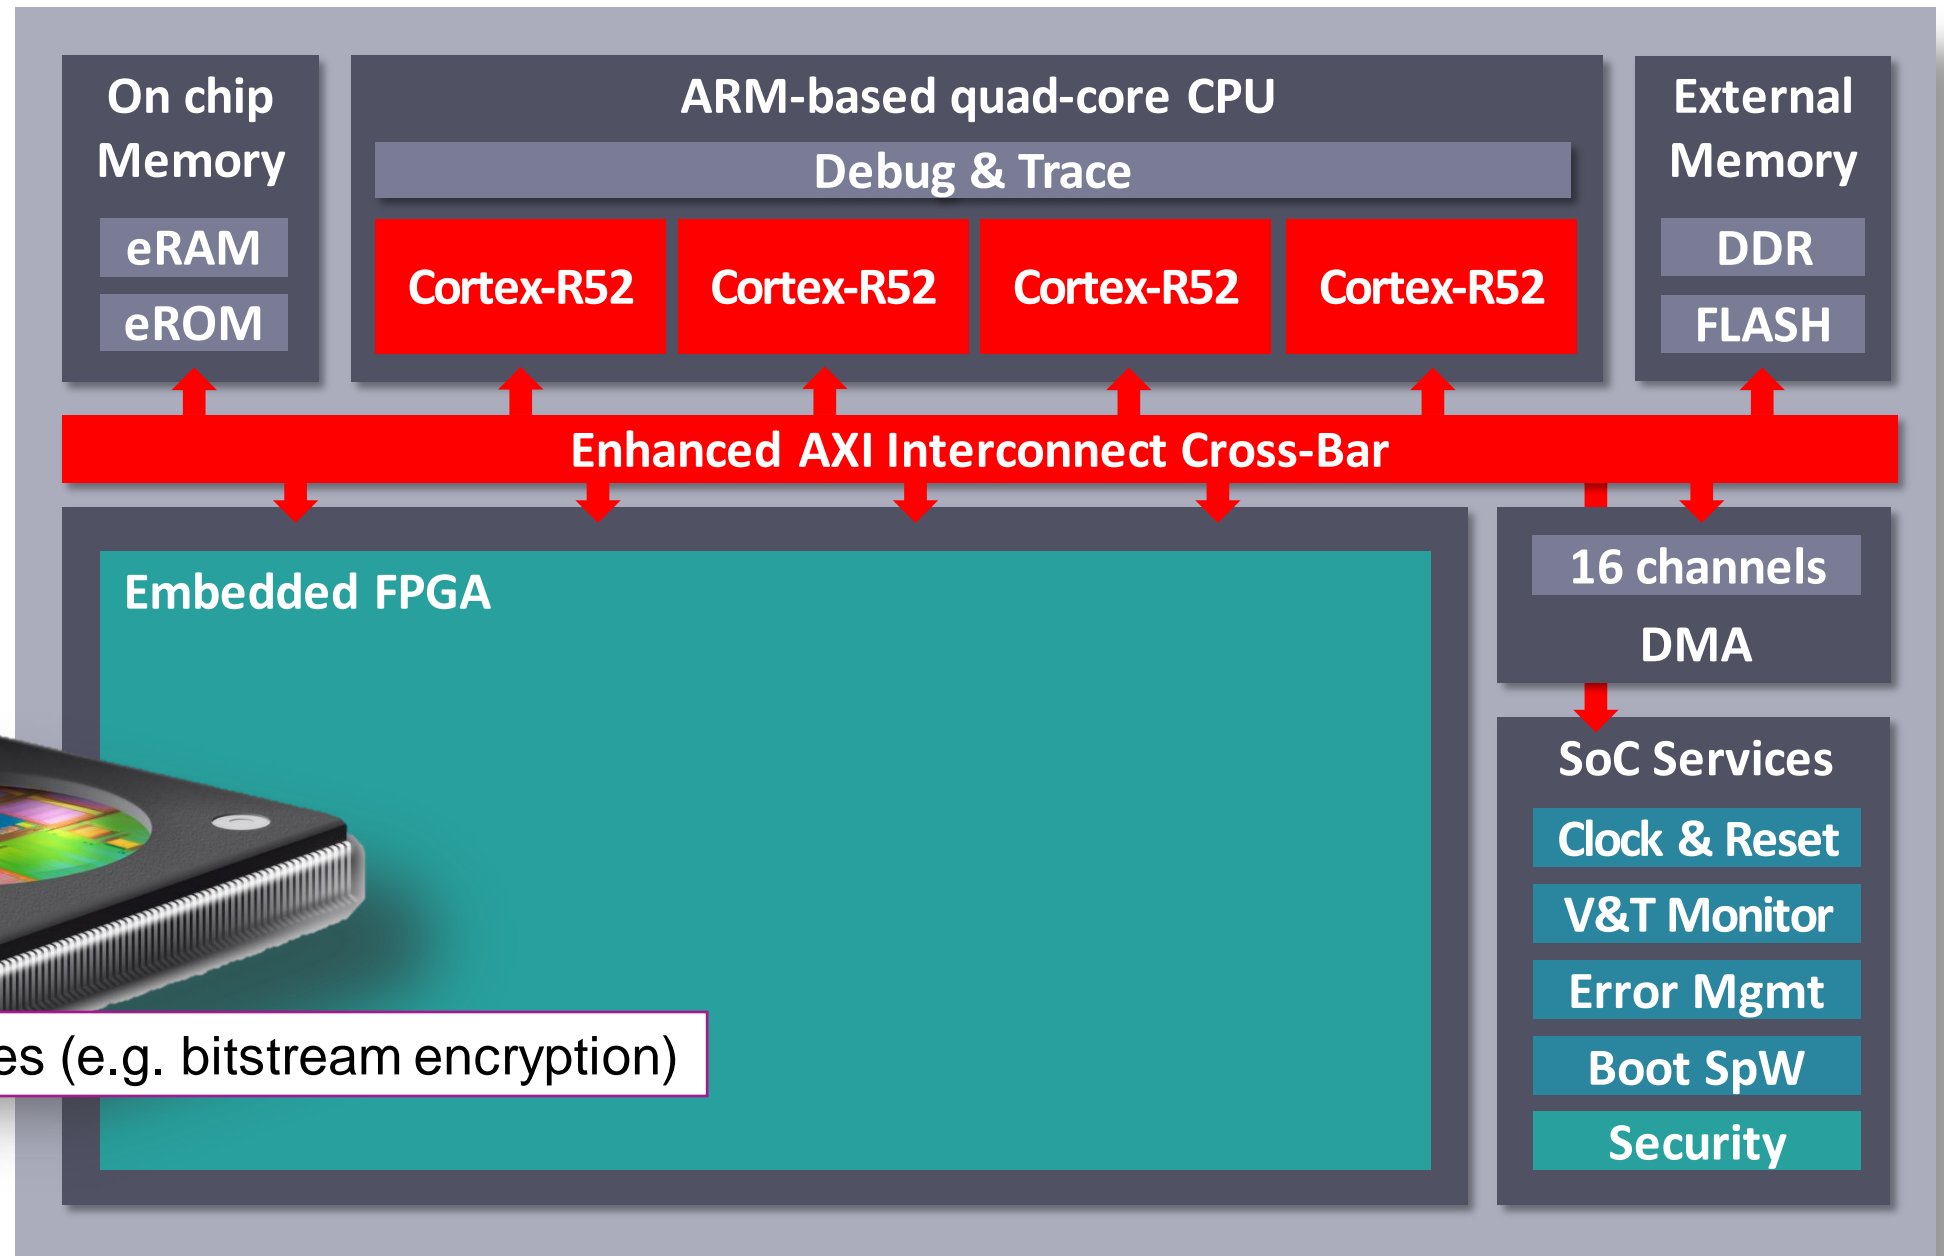 On chip
Memory
eRAM
eROM
ARM-based quad-core CPU
Debug & Trace
Cortex-R52
Cortex-R52
Cortex-R52
Cortex-R52
External
Memory
DDR
FLASH
Enhanced AXI Interconnect Cross-Bar
Embedded FPGA
16 channels
DMA
SoC Services
Clock & Reset
V&T Monitor
Error Mgmt
Boot SpW
Security
(e.g. bitstream encryption)